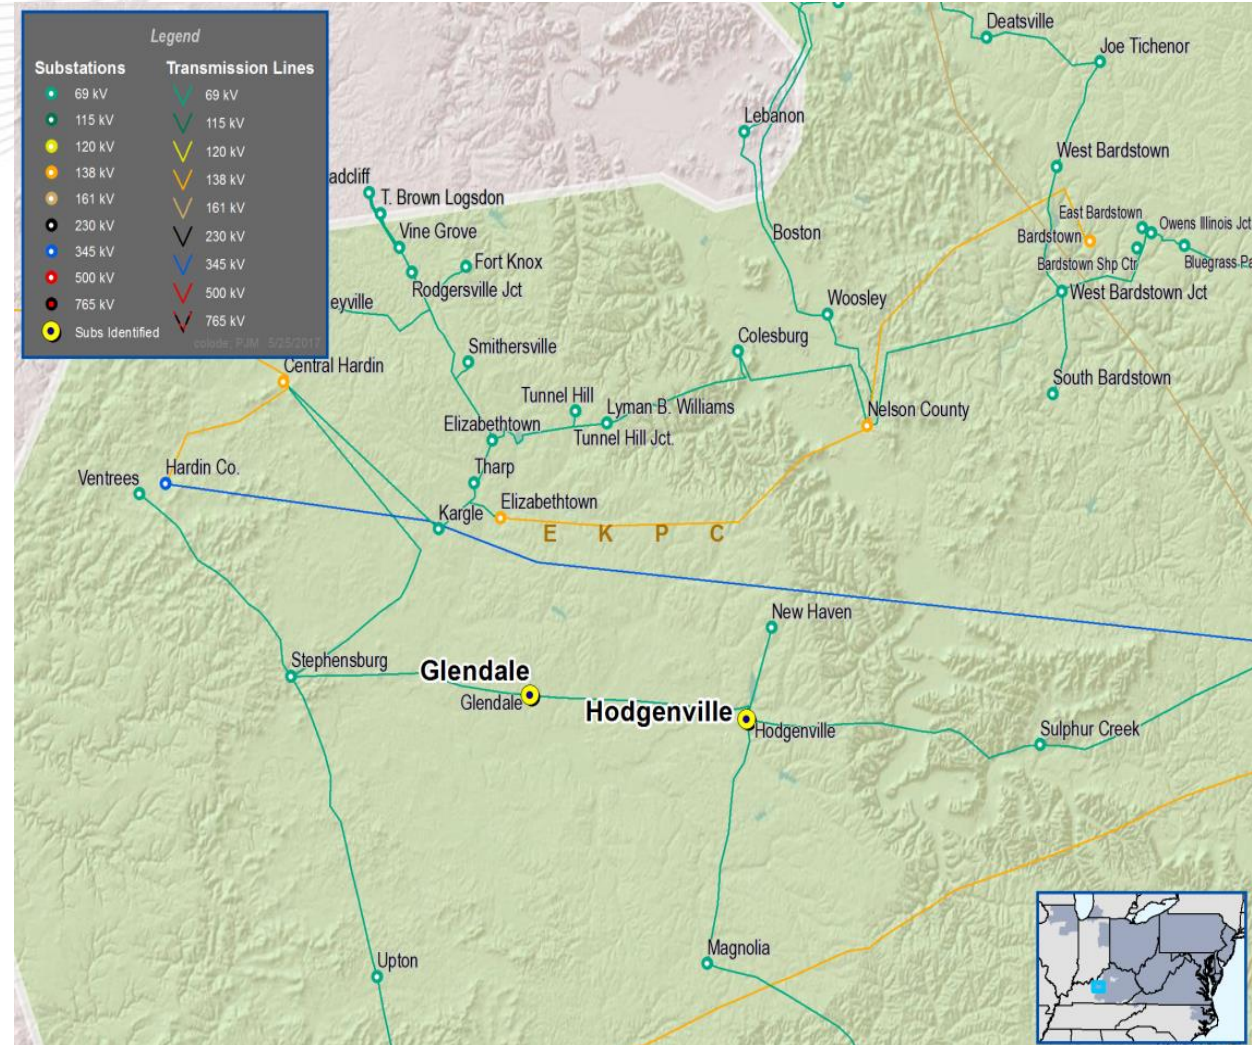 Legend
Substations
Transmission Lines
69 kV
69 kV
115 kV
115 kV
120 kV
120 kV
138 kV
138 kV
161 kV
161 kV
230 kV
230 kV
345 kV
345 kV
500 kV
500 kV
765 kV
765 kV
Subs Identified
colode, PJM 5/25/2017
Deatsville
Joe Tichenor
Lebanon
West Bardstown
adcliff
T. Brown Logsdon
East Bardstown
Owens Illinois Jct
Vine Grove
Boston
Bardstown
Fort Knox
Bardstown Shp Ctr
Bluegrass Pa
Rodgersville Jct
West Bardstown Jct
eyville
Woosley
Smithersville
Colesburg
Central Hardin
South Bardstown
Tunnel Hill
Lyman B. Williams
Nelson County
Elizabethtown
Tunnel Hill Jct.
Hardin Co.
Tharp
Ventrees
Elizabethtown
Kargle
E K P C
New Haven
Stephensburg
Glendale
Glendale
Hodgenville
Hodgenville
Sulphur Creek
Magnolia
Upton